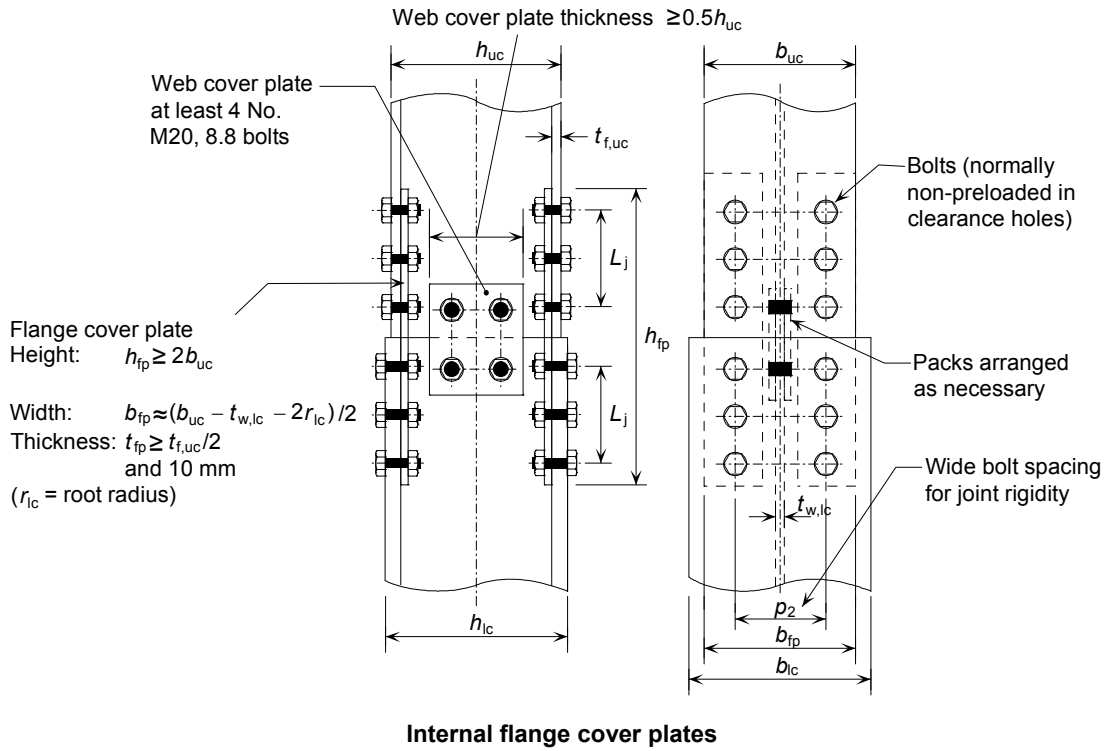 Web cover plate thickness ≥0.5h_uc
h_uc
b_uc
Web cover plate
at least 4 No.
M20, 8.8 bolts
t_f,uc
Bolts (normally
non-preloaded in
clearance holes)
L_j
h_fp
Flange cover plate
Height: h_fp ≥ 2b_uc
Width: b_fp ≈ (b_uc − t_w,lc − 2r_lc)/2
Thickness: t_fp ≥ t_f,uc/2
and 10 mm
(r_lc = root radius)
Packs arranged
as necessary
L_j
Wide bolt spacing
for joint rigidity
t_w,lc
p_2
h_lc
b_fp
b_lc
Internal flange cover plates